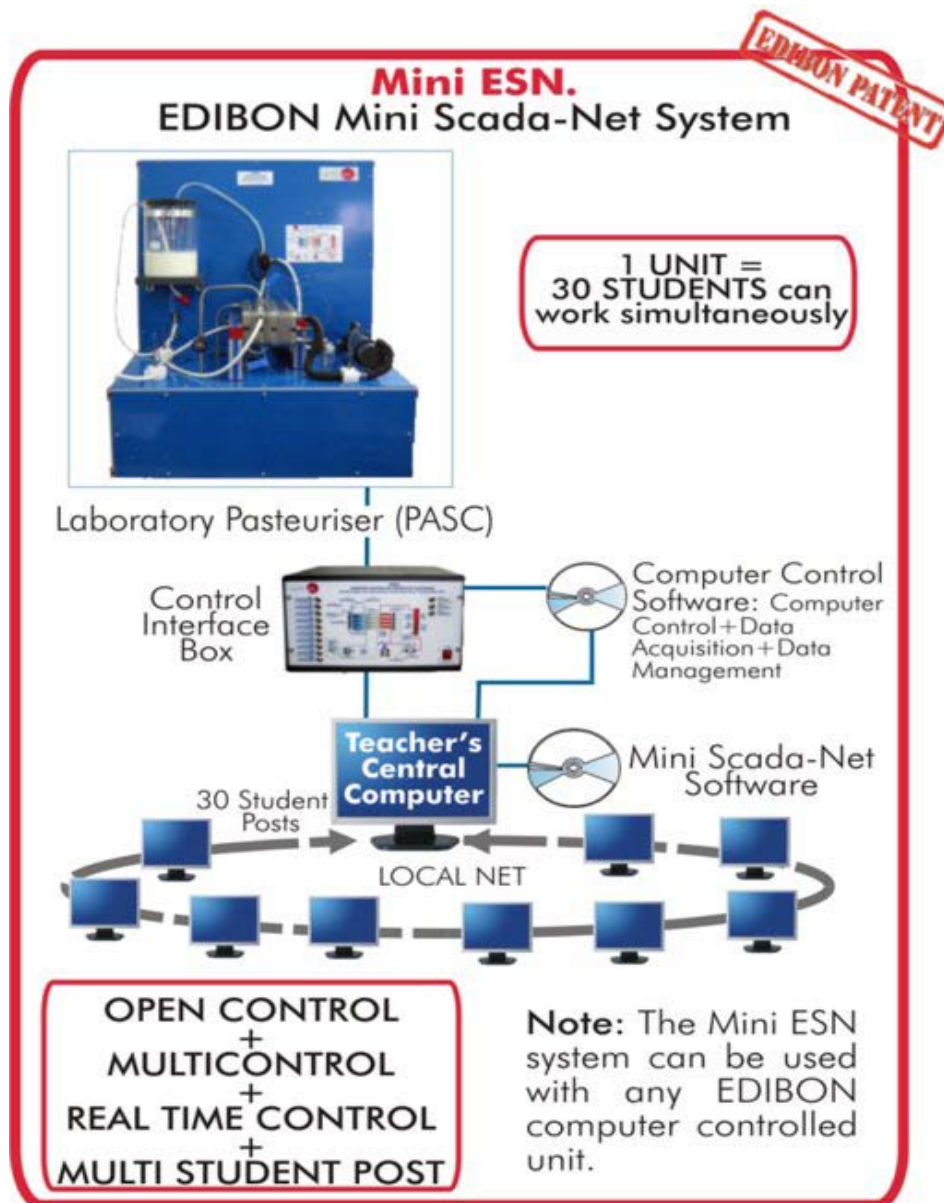 EDIBON PATENT
Mini ESN.
EDIBON Mini Scada-Net System
1 UNIT =
30 STUDENTS can
work simultaneously
Laboratory Pasteuriser (PASC)
Control
Interface
Box
Computer Control
Software: Computer
Control+Data
Acquisition+Data
Management
Teacher's
Central
Computer
Mini Scada-Net
Software
30 Student
Posts
LOCAL NET
OPEN CONTROL
+
MULTICONTROL
+
REAL TIME CONTROL
+
MULTI STUDENT POST
Note: The Mini ESN
system can be used
with any EDIBON
computer controlled
unit.